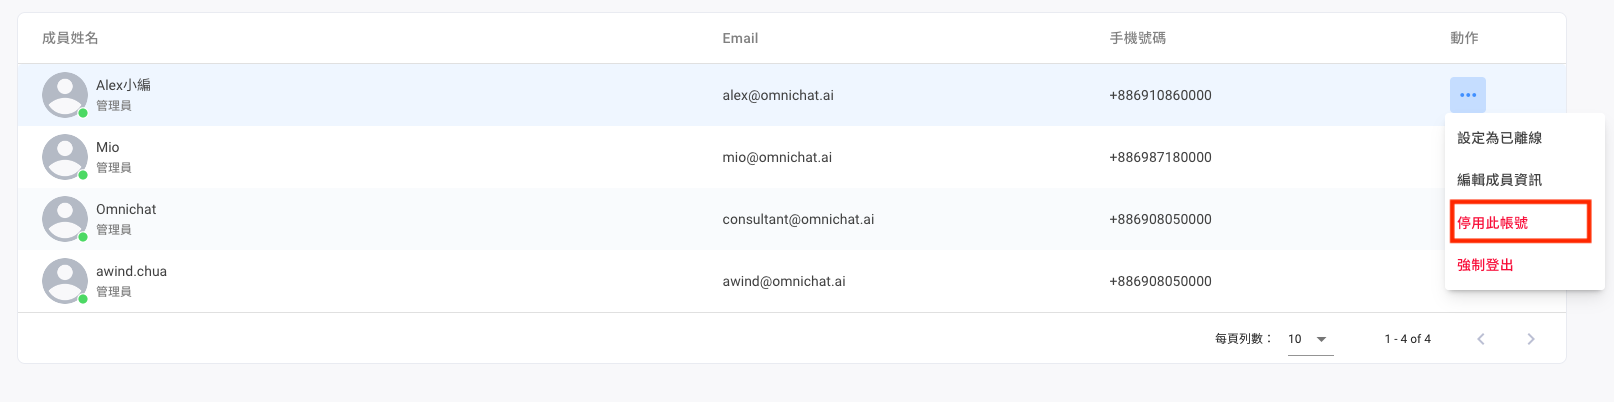 成員姓名 Email 手機號碼 動作
Alex小編
管理員
alex@omnichat.ai +886910860000
Mio
管理員
mio@omnichat.ai +886987180000
Omnichat
管理員
consultant@omnichat.ai +886908050000
awind.chua
管理員
awind@omnichat.ai +886908050000
設定為已離線
編輯成員資訊
停用此帳號
強制登出
每頁列數： 10 1 - 4 of 4